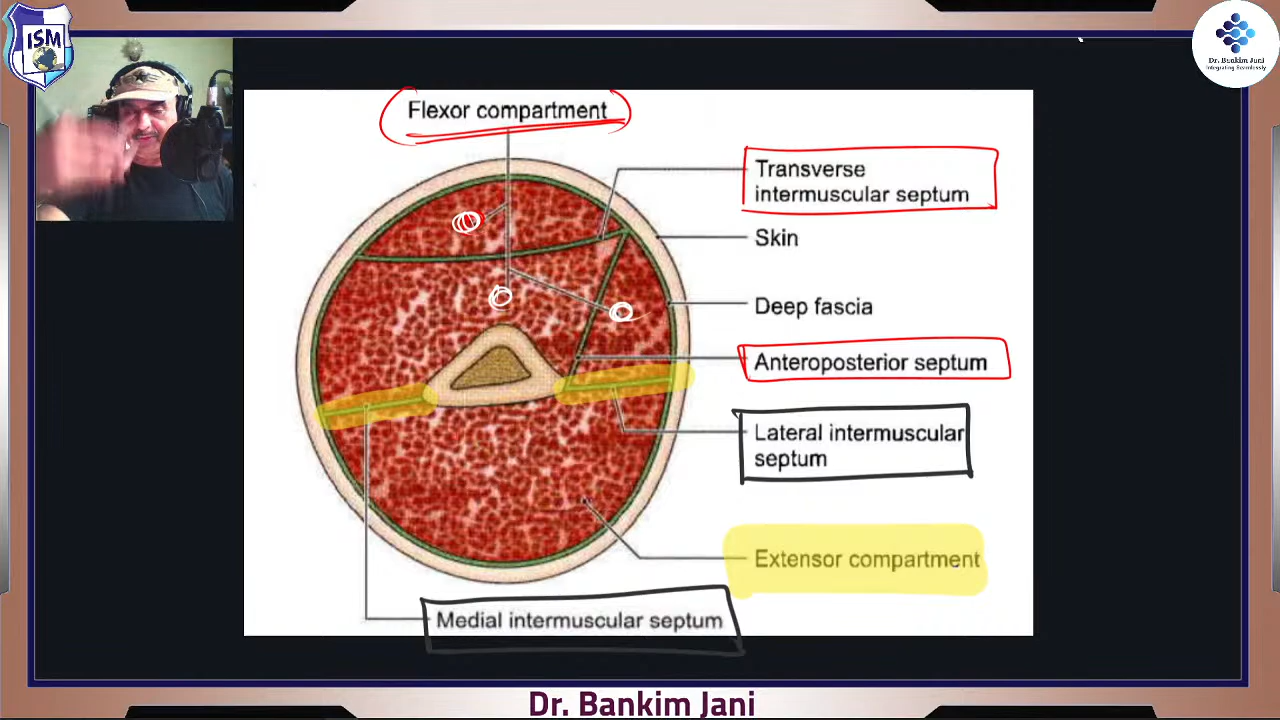 ISM
Dr. Bankim Jani
Integrating Seamlessly
Flexor compartment
Transverse
intermuscular septum
Skin
Deep fascia
Anteroposterior septum
Lateral intermuscular
septum
Extensor compartment
Medial intermuscular septum
Dr. Bankim Jani